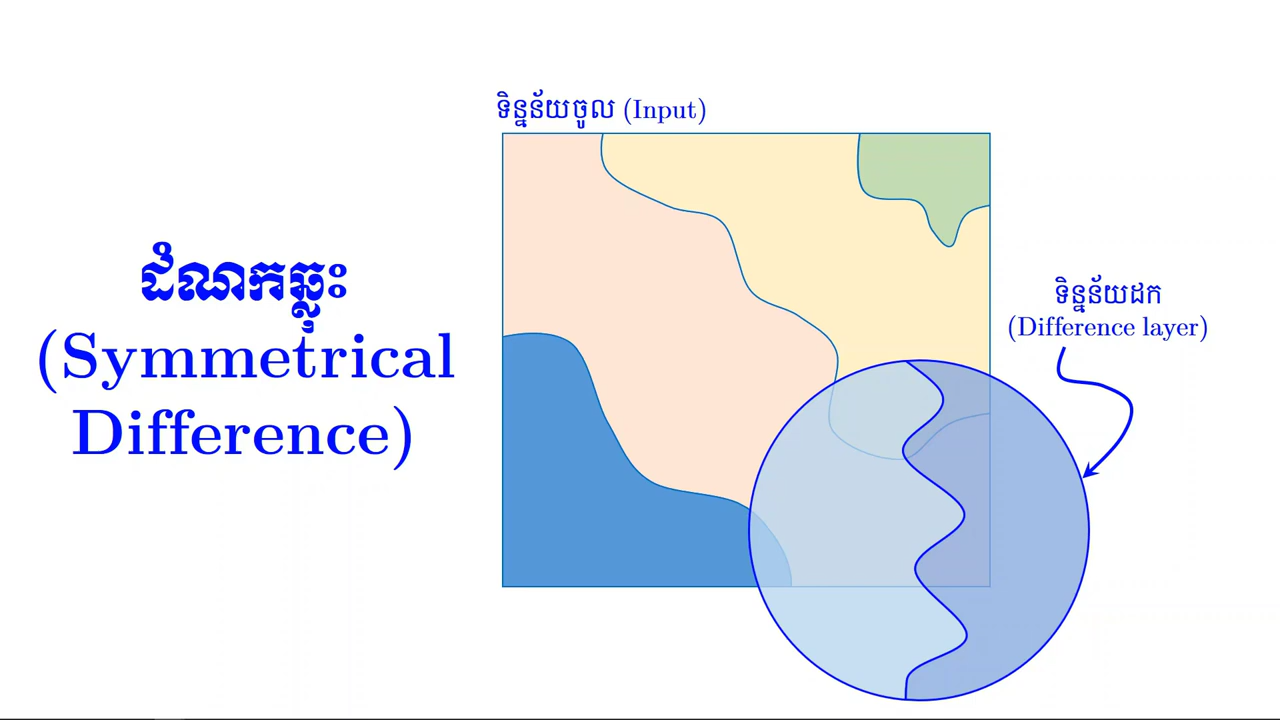 ទិន្នន័យចូល (Input)
ដំណកឆ្លុះ
(Symmetrical
Difference)
ទិន្នន័យដក
(Difference layer)